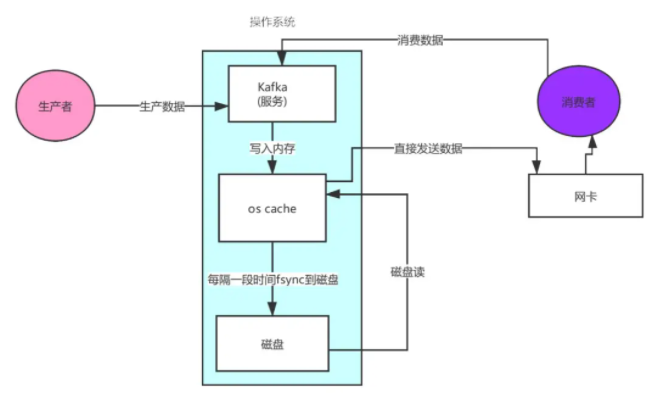 操作系统
消费数据
Kafka
(服务)
生产者
生产数据
消费者
写入内存
直接发送数据
os cache
网卡
每隔一段时间fsync到磁盘
磁盘读
磁盘